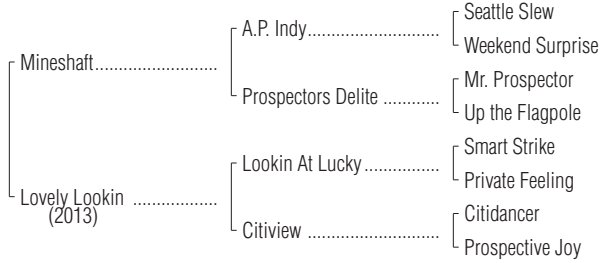 Seattle Slew
A.P. Indy............................
Weekend Surprise
Mineshaft..........................
Mr. Prospector
Prospectors Delite ............
Up the Flagpole
Smart Strike
Lookin At Lucky................
Private Feeling
Lovely Lookin ..................
(2013)
Citidancer
Citiview ............................
Prospective Joy